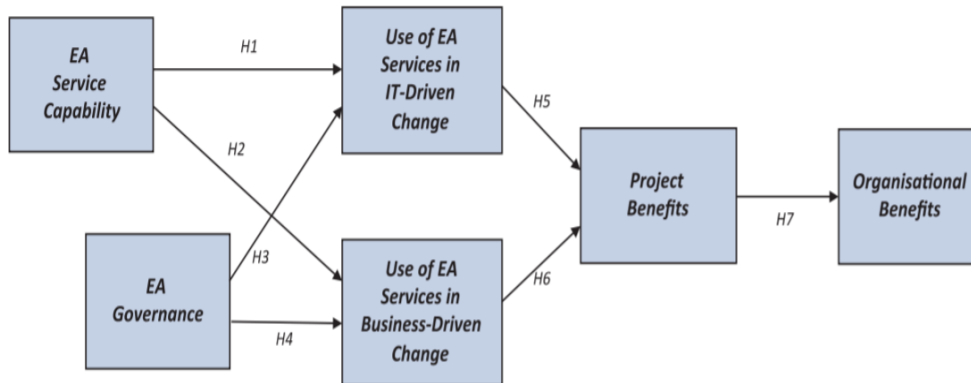 EA
Service
Capability
H1
Use of EA
Services in
IT-Driven
Change
H2
H5
Project
Benefits
H7
Organisational
Benefits
EA
Governance
H3
H4
Use of EA
Services in
Business-Driven
Change
H6